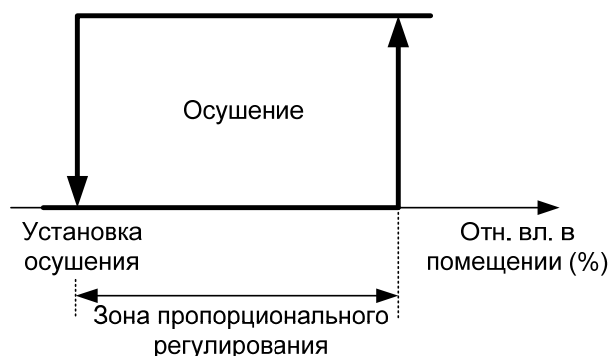 Осушение
Установка
осушения
Отн. вл. в
помещении (%)
Зона пропорционального
регулирования